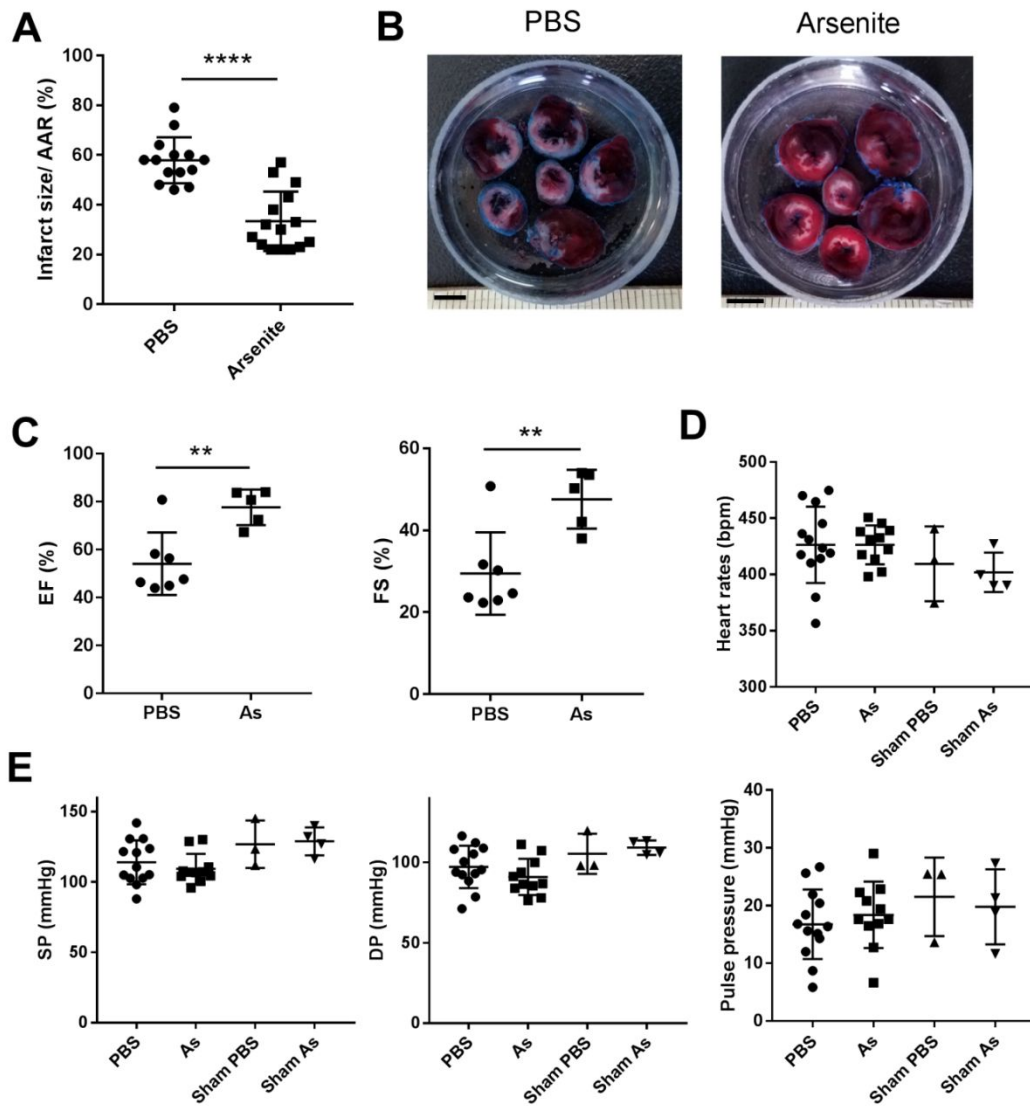 A
Infarct size/ AAR (%)
100
80
60
40
20
0
****
PBS
Arsenite
B
PBS
Arsenite
C
EF (%)
100
80
60
40
20
0
**
PBS
As
FS (%)
60
40
20
0
**
PBS
As
D
Heart rates (bpm)
500
450
400
350
300
PBS
As
Sham PBS
Sham As
E
SP (mmHg)
150
100
50
0
PBS
As
Sham PBS
Sham As
DP (mmHg)
100
50
0
PBS
As
Sham PBS
Sham As
Pulse pressure (mmHg)
40
30
20
10
0
PBS
As
Sham PBS
Sham As